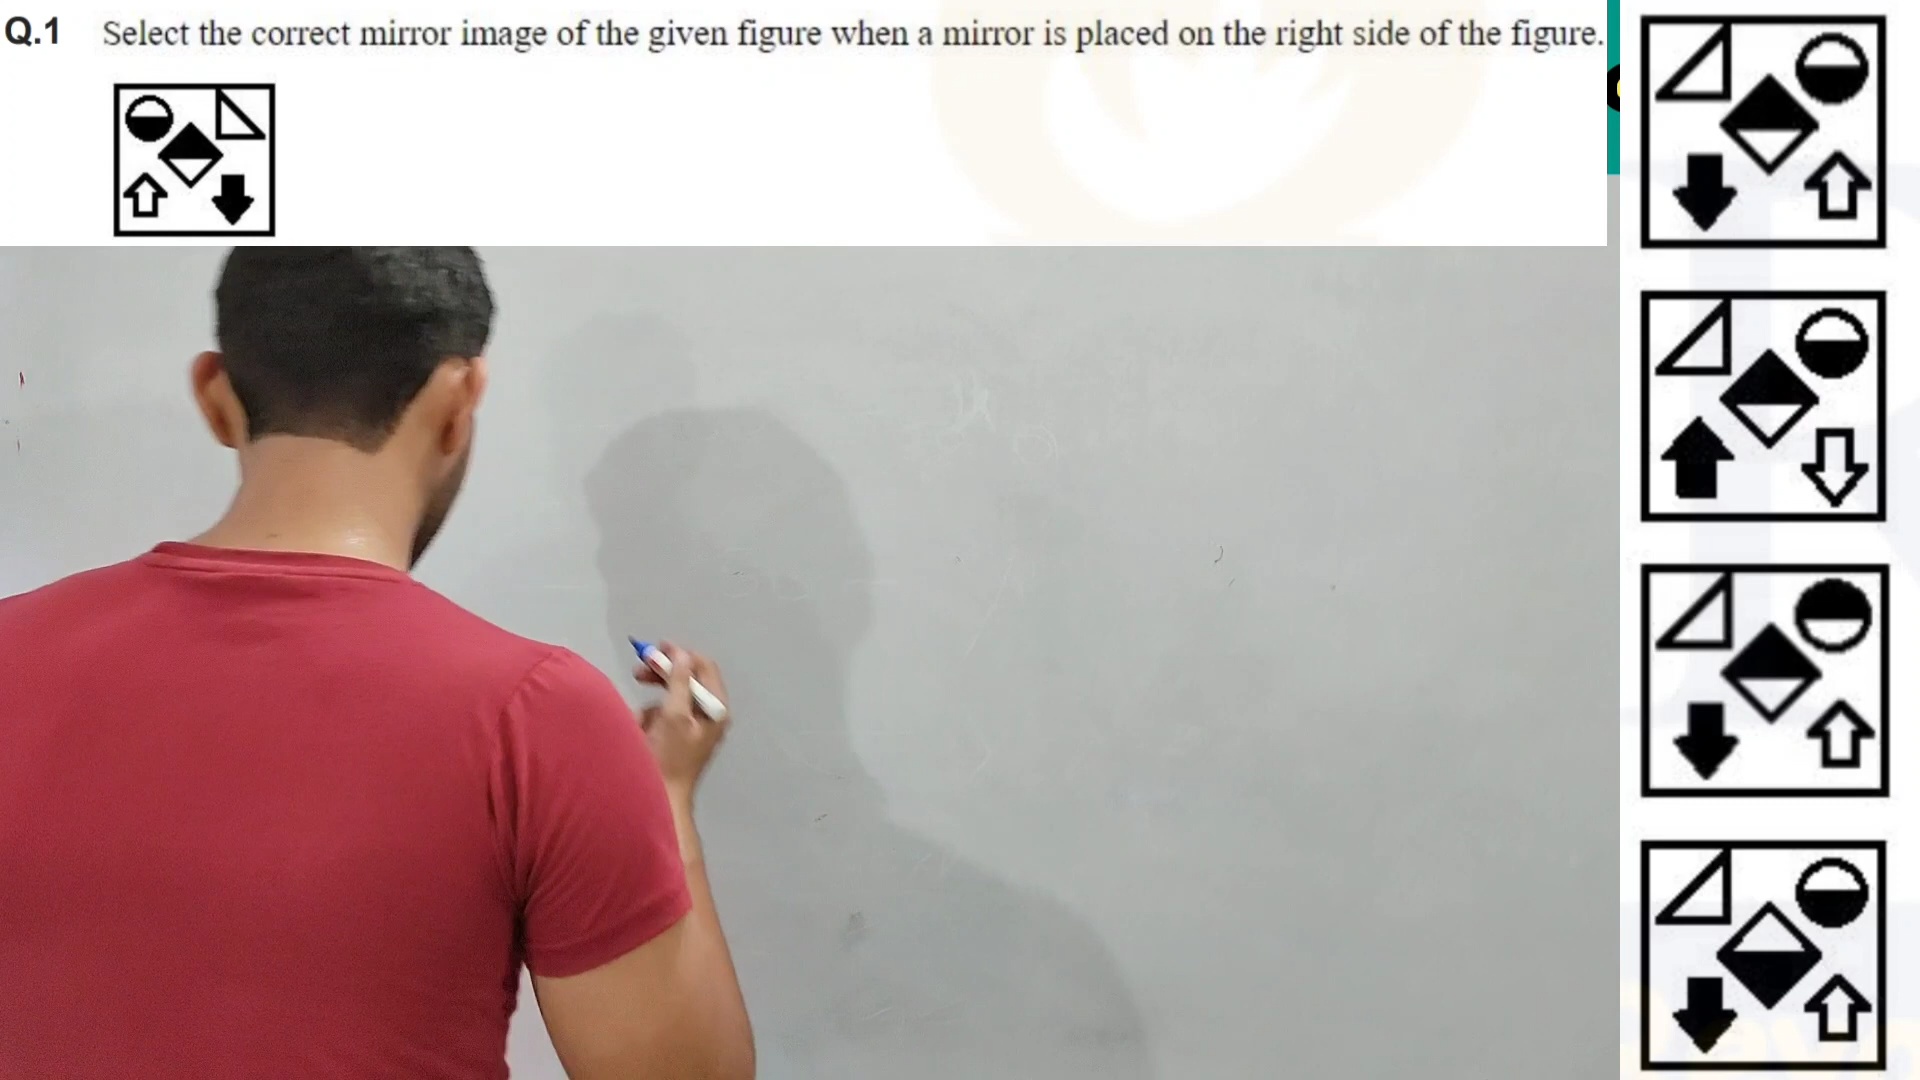 Q.1 Select the correct mirror image of the given figure when a mirror is placed on the right side of the figure.